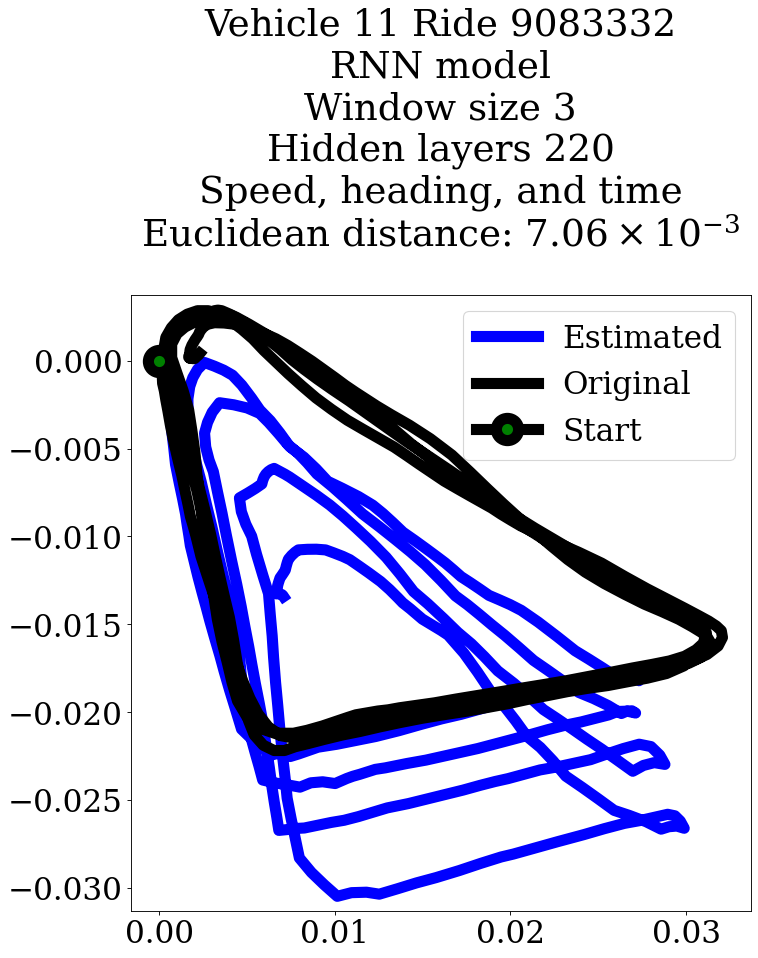 Vehicle 11 Ride 9083332
RNN model
Window size 3
Hidden layers 220
Speed, heading, and time
Euclidean distance: 7.06 × 10⁻³
Estimated
Original
Start
0.000
−0.005
−0.010
−0.015
−0.020
−0.025
−0.030
0.00 0.01 0.02 0.03